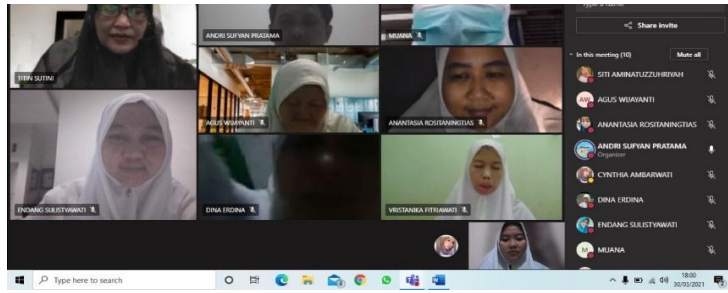 TITIN SUTINI
ANDRI SUFYAN PRATAMA
MUANA
AGUS WIJAYANTI
ANANTASIA ROSITANINGTIAS
ENDANG SULISTYAWATI
DINA ERDINA
VRISTANIKA FITRIAWATI
Type a name
Share invite
In this meeting (10)
Mute all
SITI AMINATUZZUHRIYAH
AW
AGUS WIJAYANTI
ANANTASIA ROSITANINGTIAS
ANDRI SUFYAN PRATAMA
Organizer
CYNTHIA AMBARWATI
DINA ERDINA
ENDANG SULISTYAWATI
M
MUANA
Type here to search
18:00
30/03/2021